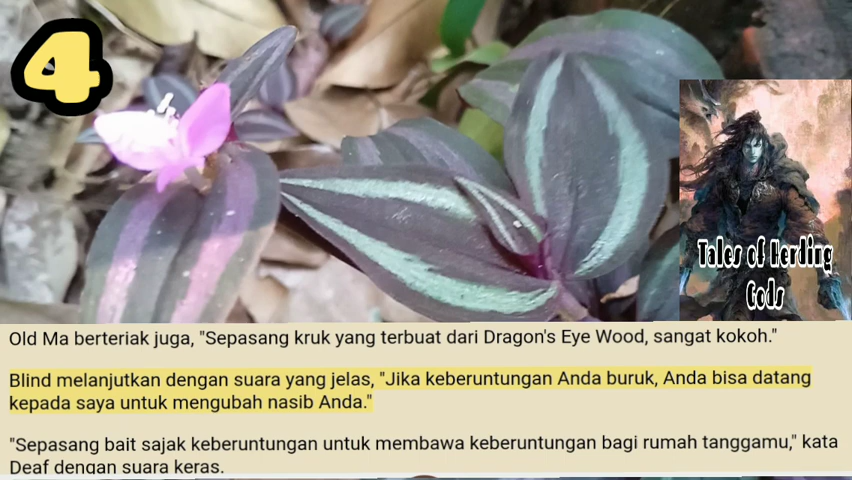 4
Tales of Herding
Gods
Old Ma berteriak juga, "Sepasang kruk yang terbuat dari Dragon's Eye Wood, sangat kokoh."
Blind melanjutkan dengan suara yang jelas, "Jika keberuntungan Anda buruk, Anda bisa datang
kepada saya untuk mengubah nasib Anda."
"Sepasang bait sajak keberuntungan untuk membawa keberuntungan bagi rumah tanggamu," kata
Deaf dengan suara keras.